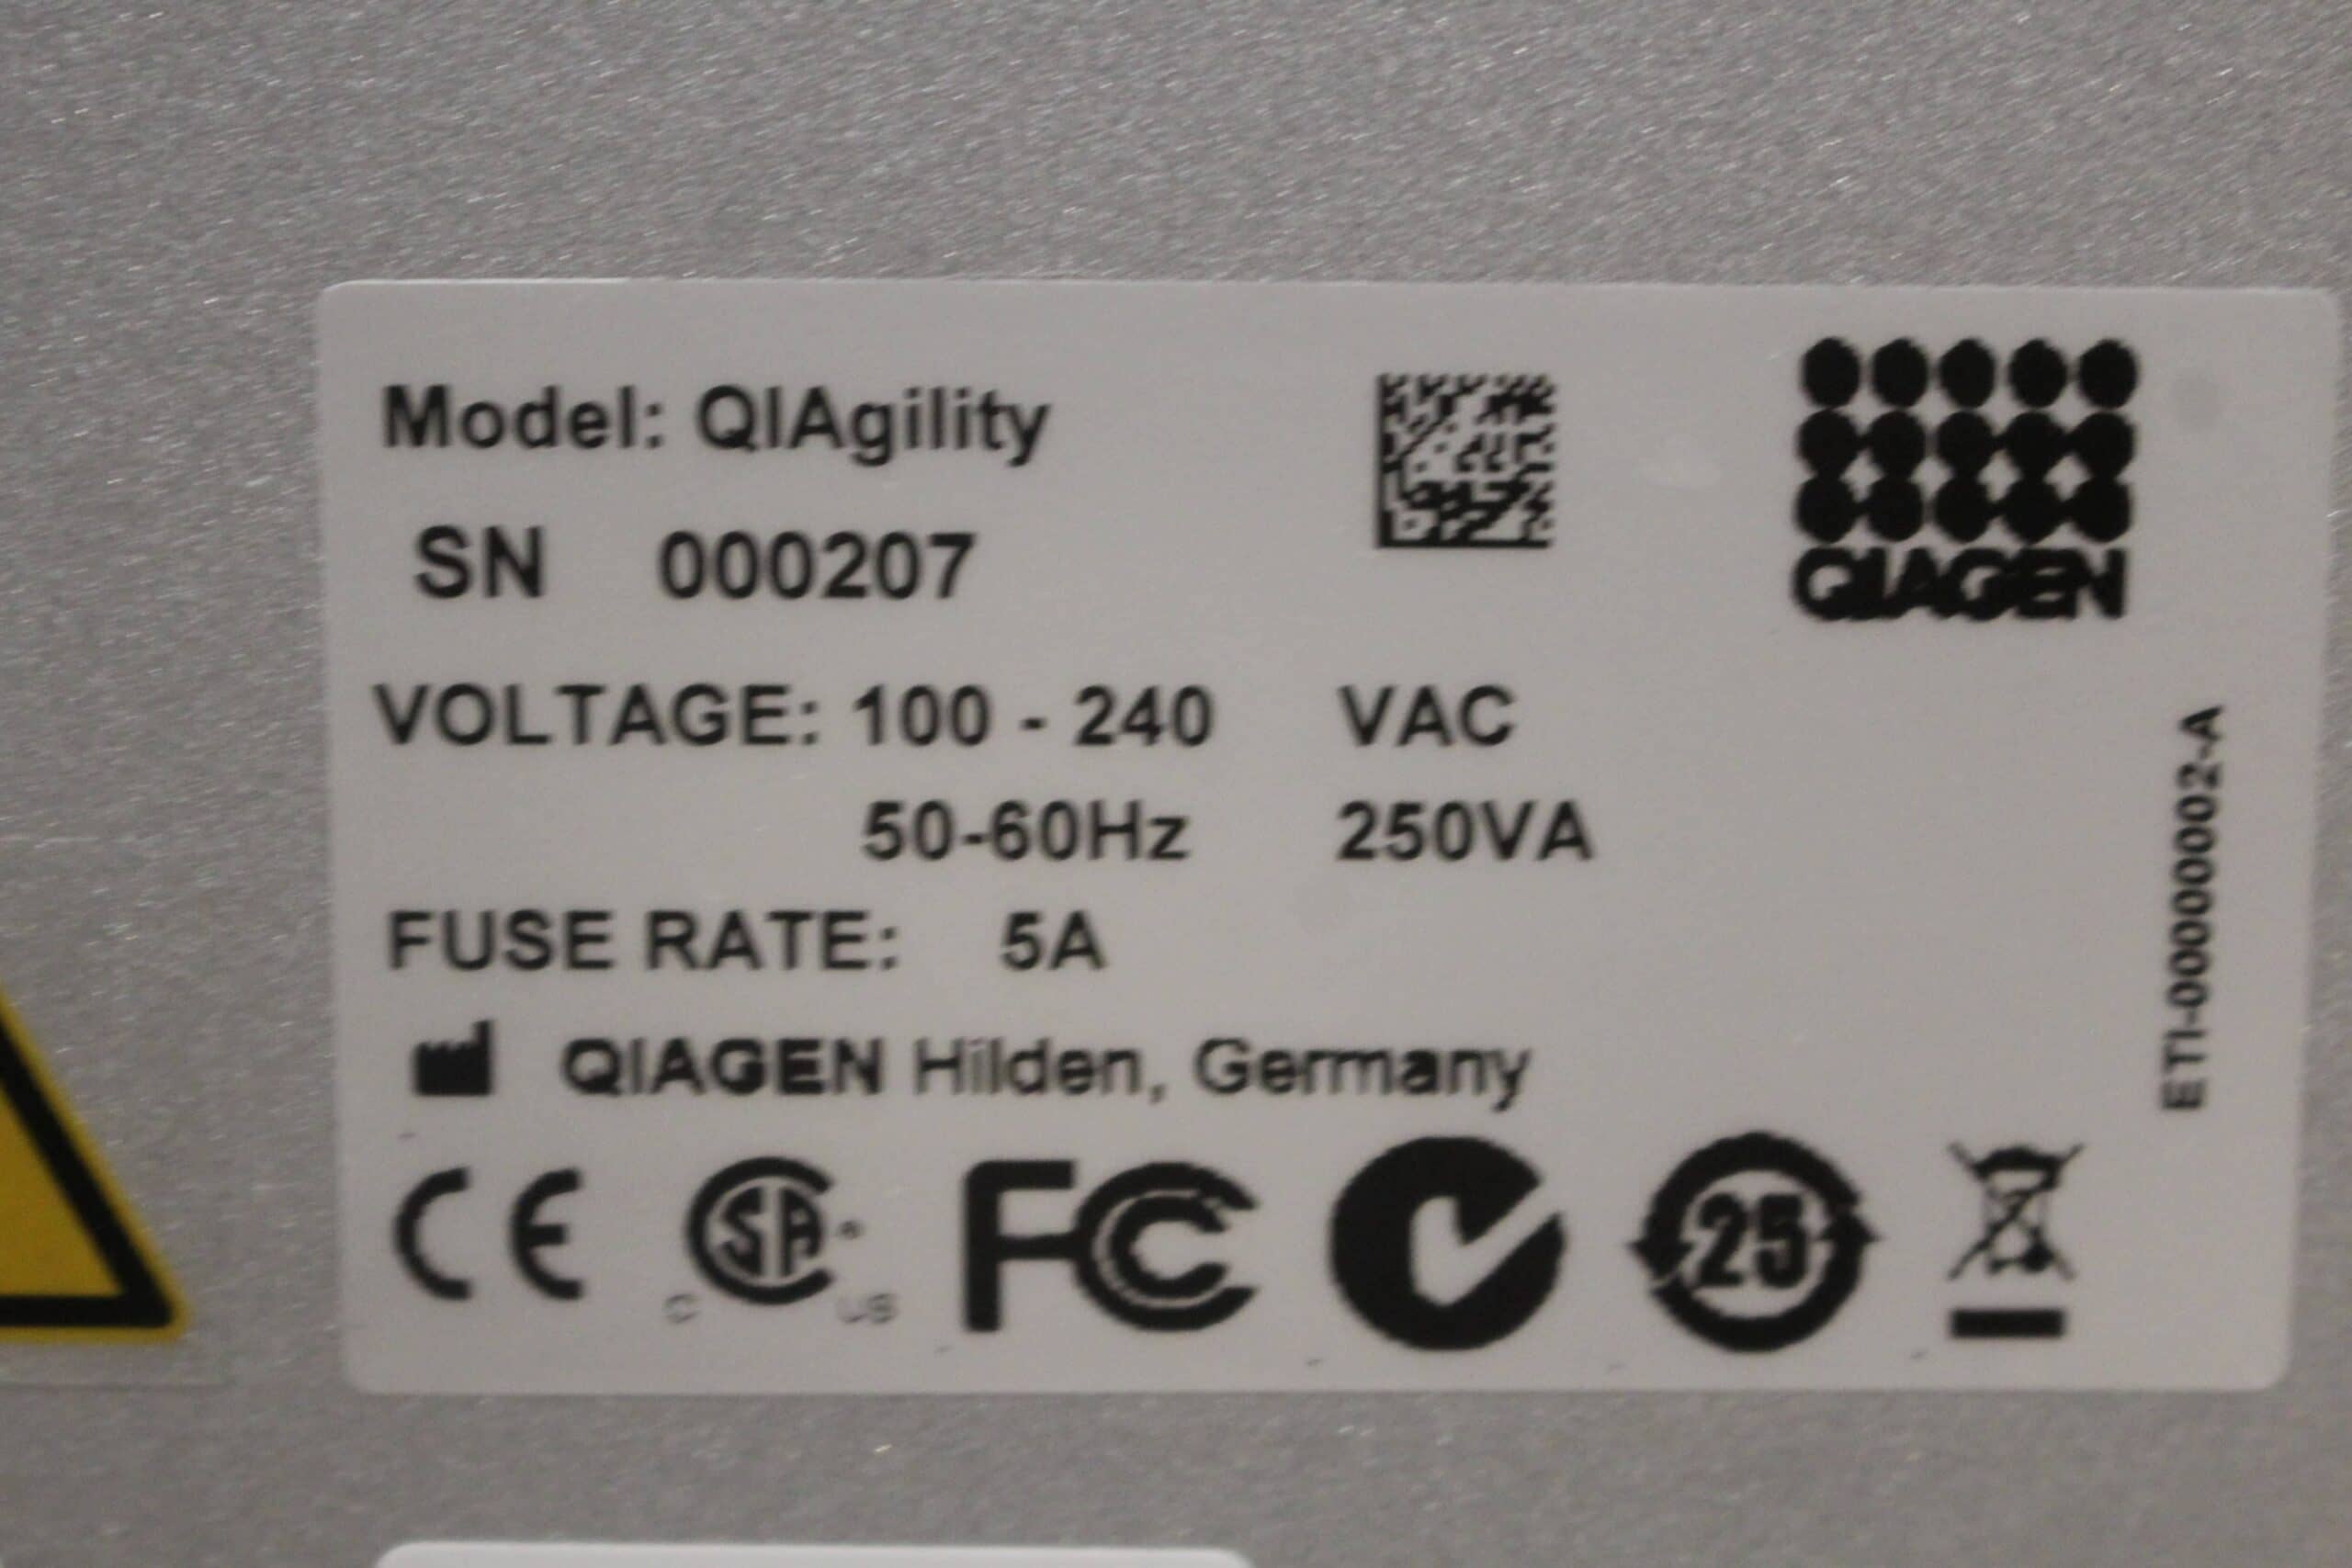 Model: QIAgility
SN 000207
QIAGEN
VOLTAGE: 100 - 240 VAC
50-60Hz 250VA
FUSE RATE: 5A
QIAGEN Hilden, Germany
ETI-0000002-A
CE
C SA US
FC
25